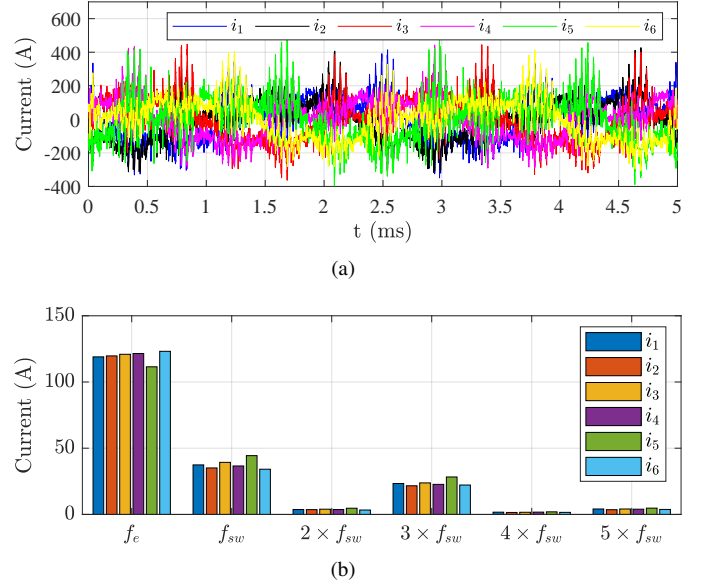 600
400
200
0
-200
-400
Current (A)
i1 i2 i3 i4 i5 i6
0 0.5 1 1.5 2 2.5 3 3.5 4 4.5 5
t (ms)
(a)
150
100
50
0
Current (A)
i1
i2
i3
i4
i5
i6
fe fsw 2 × fsw 3 × fsw 4 × fsw 5 × fsw
(b)